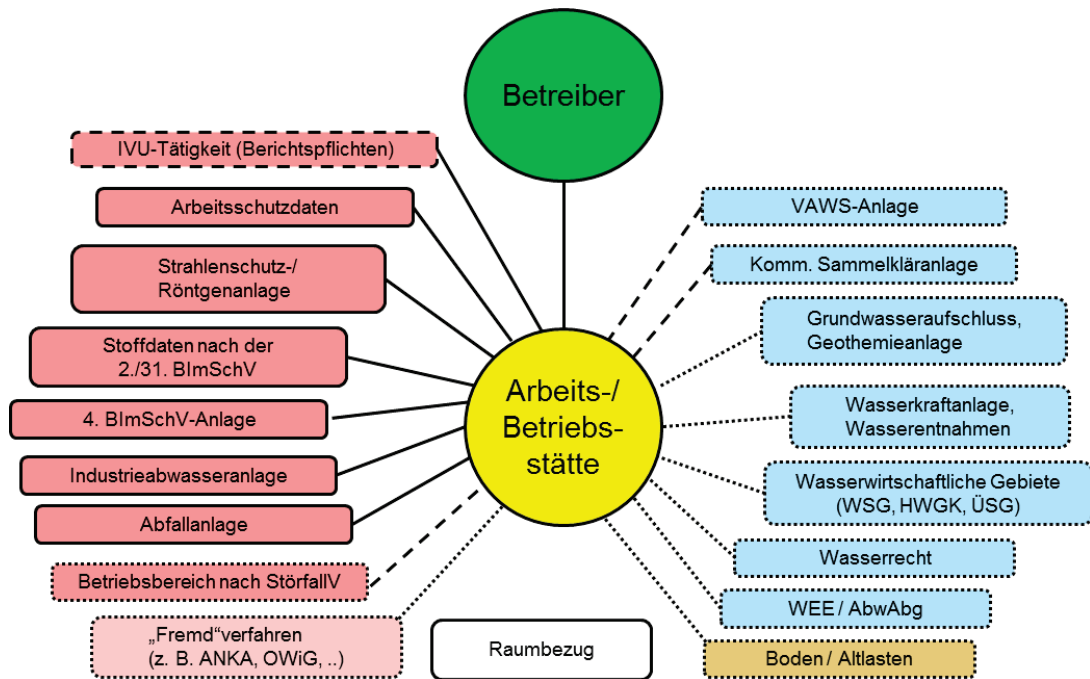 Betreiber
IVU-Tätigkeit (Berichtspflichten)
Arbeitsschutzdaten
Strahlenschutz-/
Röntgenanlage
Stoffdaten nach der
2./31. BImSchV
4. BImSchV-Anlage
Industrieabwasseranlage
Abfallanlage
Betriebsbereich nach StörfallV
„Fremd“verfahren
(z. B. ANKA, OWiG, ..)
Arbeits-/
Betriebs-
stätte
Raumbezug
VAWS-Anlage
Komm. Sammelkläranlage
Grundwasseraufschluss,
Geothemieanlage
Wasserkraftanlage,
Wasserentnahmen
Wasserwirtschaftliche Gebiete
(WSG, HWGK, ÜSG)
Wasserrecht
WEE / AbwAbg
Boden / Altlasten